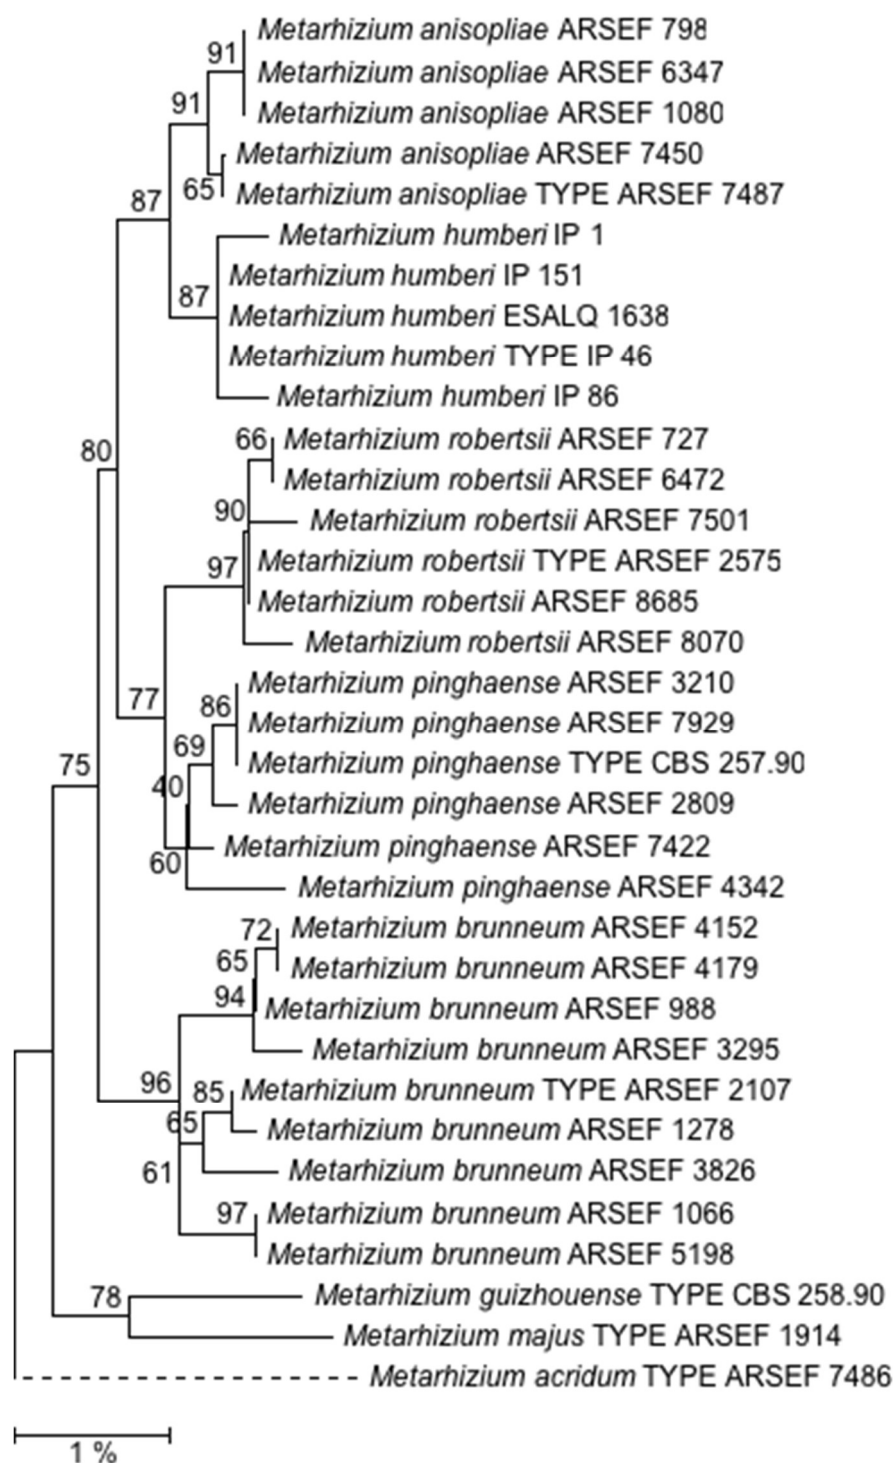 Metarhizium anisopliae ARSEF 798
91
Metarhizium anisopliae ARSEF 6347
91
Metarhizium anisopliae ARSEF 1080
Metarhizium anisopliae ARSEF 7450
65
Metarhizium anisopliae TYPE ARSEF 7487
87
Metarhizium humberi IP 1
Metarhizium humberi IP 151
87
Metarhizium humberi ESALQ 1638
Metarhizium humberi TYPE IP 46
Metarhizium humberi IP 86
80
66
Metarhizium robertsii ARSEF 727
Metarhizium robertsii ARSEF 6472
90
Metarhizium robertsii ARSEF 7501
97
Metarhizium robertsii TYPE ARSEF 2575
Metarhizium robertsii ARSEF 8685
Metarhizium robertsii ARSEF 8070
Metarhizium pinghaense ARSEF 3210
77
86
Metarhizium pinghaense ARSEF 7929
69
75
Metarhizium pinghaense TYPE CBS 257.90
40
Metarhizium pinghaense ARSEF 2809
Metarhizium pinghaense ARSEF 7422
60
Metarhizium pinghaense ARSEF 4342
72
Metarhizium brunneum ARSEF 4152
65
Metarhizium brunneum ARSEF 4179
94
Metarhizium brunneum ARSEF 988
Metarhizium brunneum ARSEF 3295
96
85
Metarhizium brunneum TYPE ARSEF 2107
65
Metarhizium brunneum ARSEF 1278
61
Metarhizium brunneum ARSEF 3826
97
Metarhizium brunneum ARSEF 1066
Metarhizium brunneum ARSEF 5198
78
Metarhizium guizhouense TYPE CBS 258.90
Metarhizium majus TYPE ARSEF 1914
Metarhizium acridum TYPE ARSEF 7486
1 %